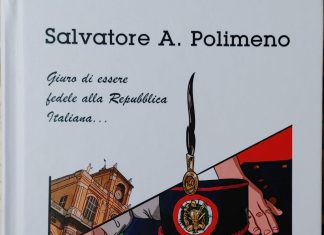 Salvatore A. Polimeno
Giuro di essere
fedele alla Repubblica
Italiana...